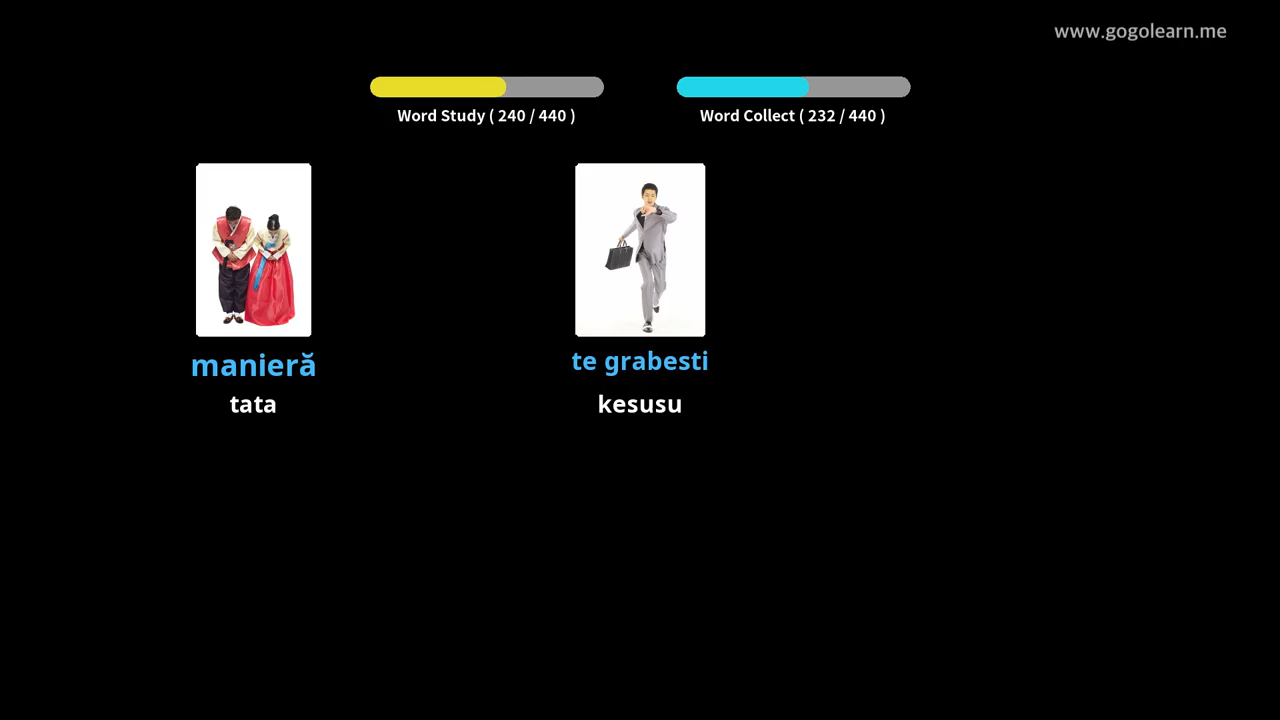 www.gogolearn.me
Word Study ( 240 / 440 )
Word Collect ( 232 / 440 )
manieră
tata
te grabesti
kesusu